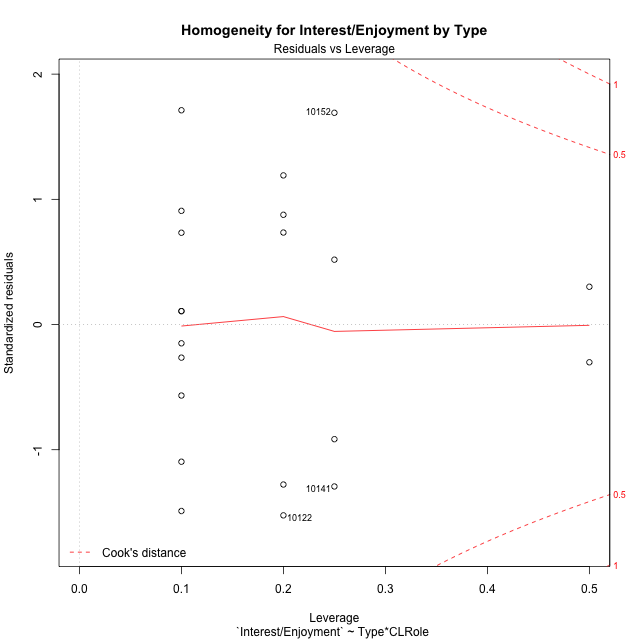 Homogeneity for Interest/Enjoyment by Type
Residuals vs Leverage
2
1
0
-1
Standardized residuals
10152
10141
10122
1
0.5
0.5
1
Cook's distance
0.0
0.1
0.2
0.3
0.4
0.5
Leverage
`Interest/Enjoyment` ~ Type*CLRole